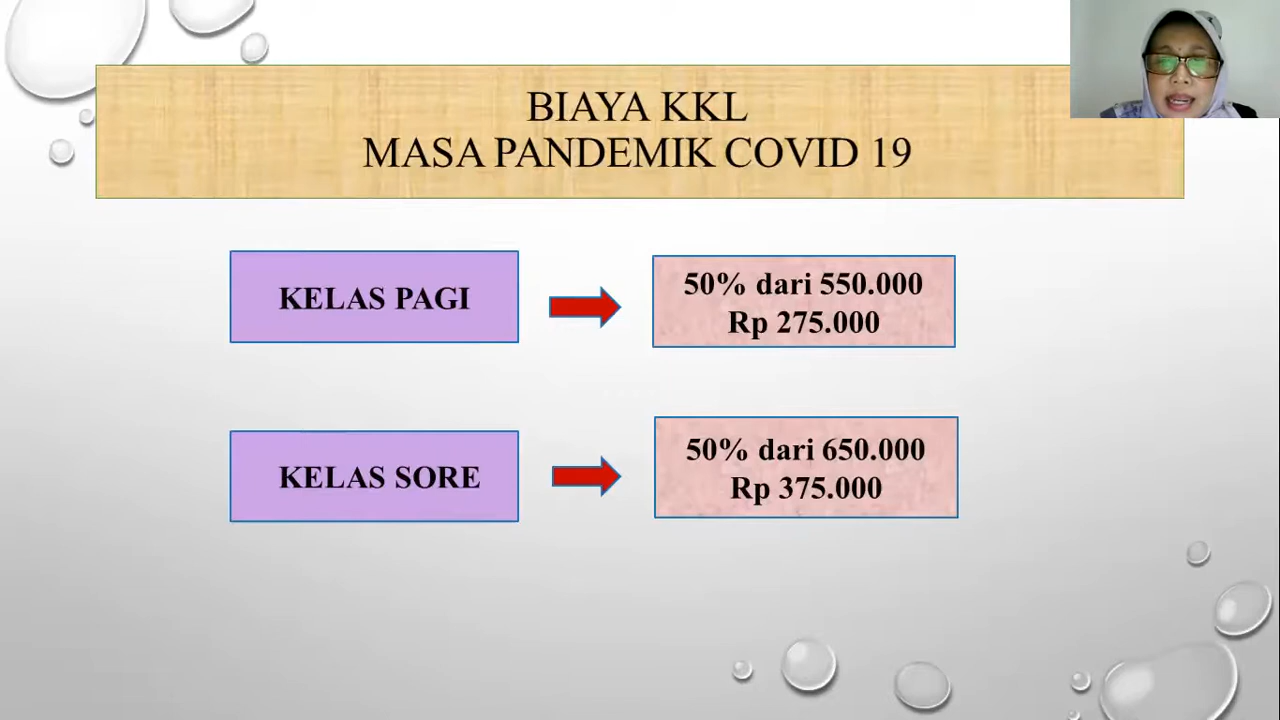 BIAYA KKL
MASA PANDEMIK COVID 19
KELAS PAGI
50% dari 550.000
Rp 275.000
KELAS SORE
50% dari 650.000
Rp 375.000